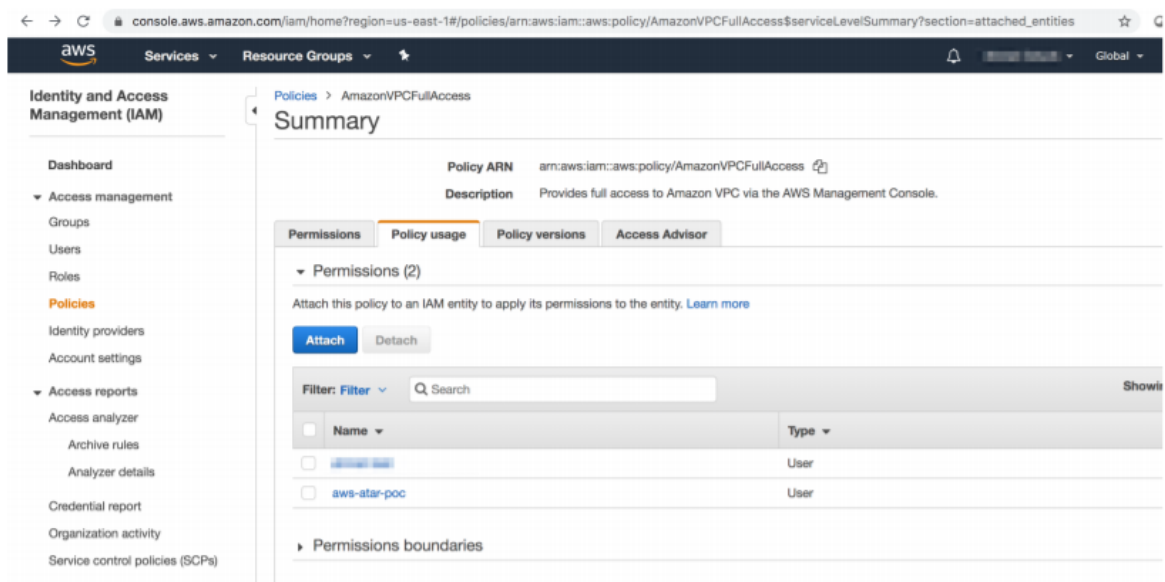 console.aws.amazon.com/iam/home?region=us-east-1#/policies/arn:aws:iam::aws:policy/AmazonVPCFullAccess$serviceLevelSummary?section=attached_entities
aws Services Resource Groups Global
Identity and Access
Management (IAM)
Dashboard
Access management
Groups
Users
Roles
Policies
Identity providers
Account settings
Access reports
Access analyzer
Archive rules
Analyzer details
Credential report
Organization activity
Service control policies (SCPs)
Policies > AmazonVPCFullAccess
Summary
Policy ARN arn:aws:iam::aws:policy/AmazonVPCFullAccess
Description Provides full access to Amazon VPC via the AWS Management Console.
Permissions Policy usage Policy versions Access Advisor
Permissions (2)
Attach this policy to an IAM entity to apply its permissions to the entity. Learn more
Attach Detach
Filter: Filter Search
Name Type
User
aws-atar-poc User
Permissions boundaries